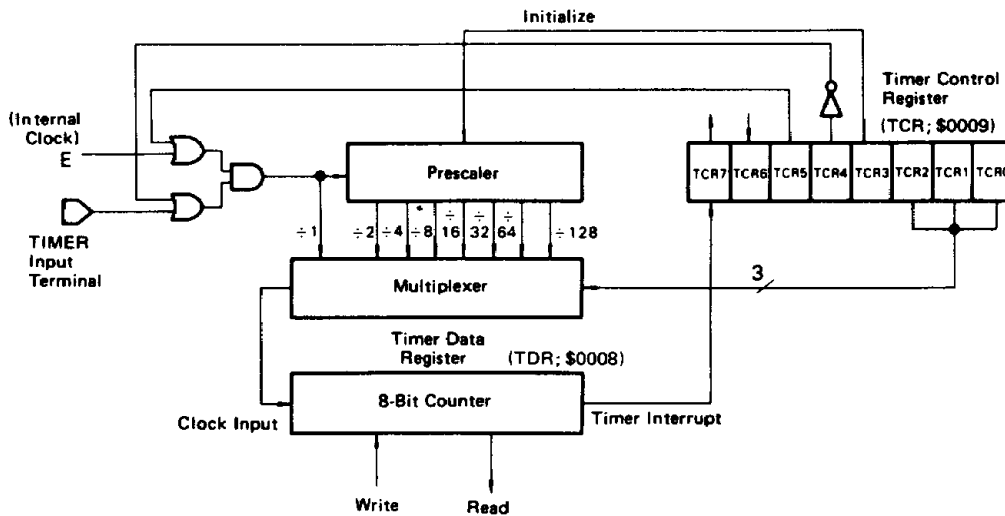 Initialize
Timer Control
Register
(TCR; $0009)
(Internal
Clock)
E
TCR7 TCR6 TCR5 TCR4 TCR3 TCR2 TCR1 TCR0
Prescaler
TIMER
Input
Terminal
÷1 ÷2 ÷4 ÷8 ÷16 ÷32 ÷64 ÷128
3
Multiplexer
Timer Data
Register (TDR; $0008)
8-Bit Counter
Clock Input
Timer Interrupt
Write
Read